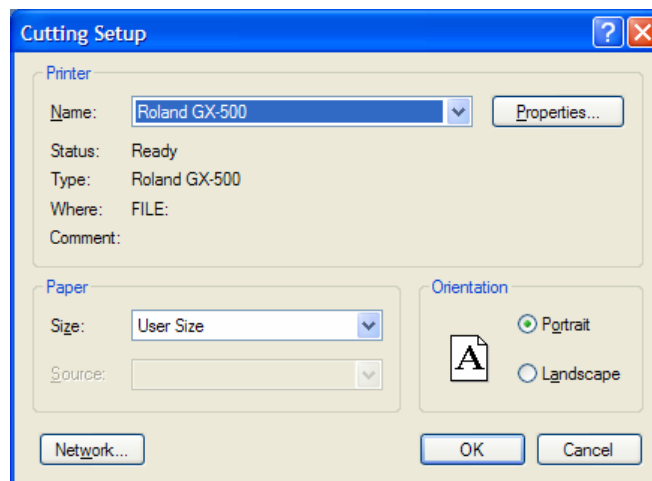 Cutting Setup
Printer
Name: Roland GX-500 Properties...
Status: Ready
Type: Roland GX-500
Where: FILE:
Comment:
Paper
Size: User Size
Source:
Orientation
A
Portrait
Landscape
Network... OK Cancel